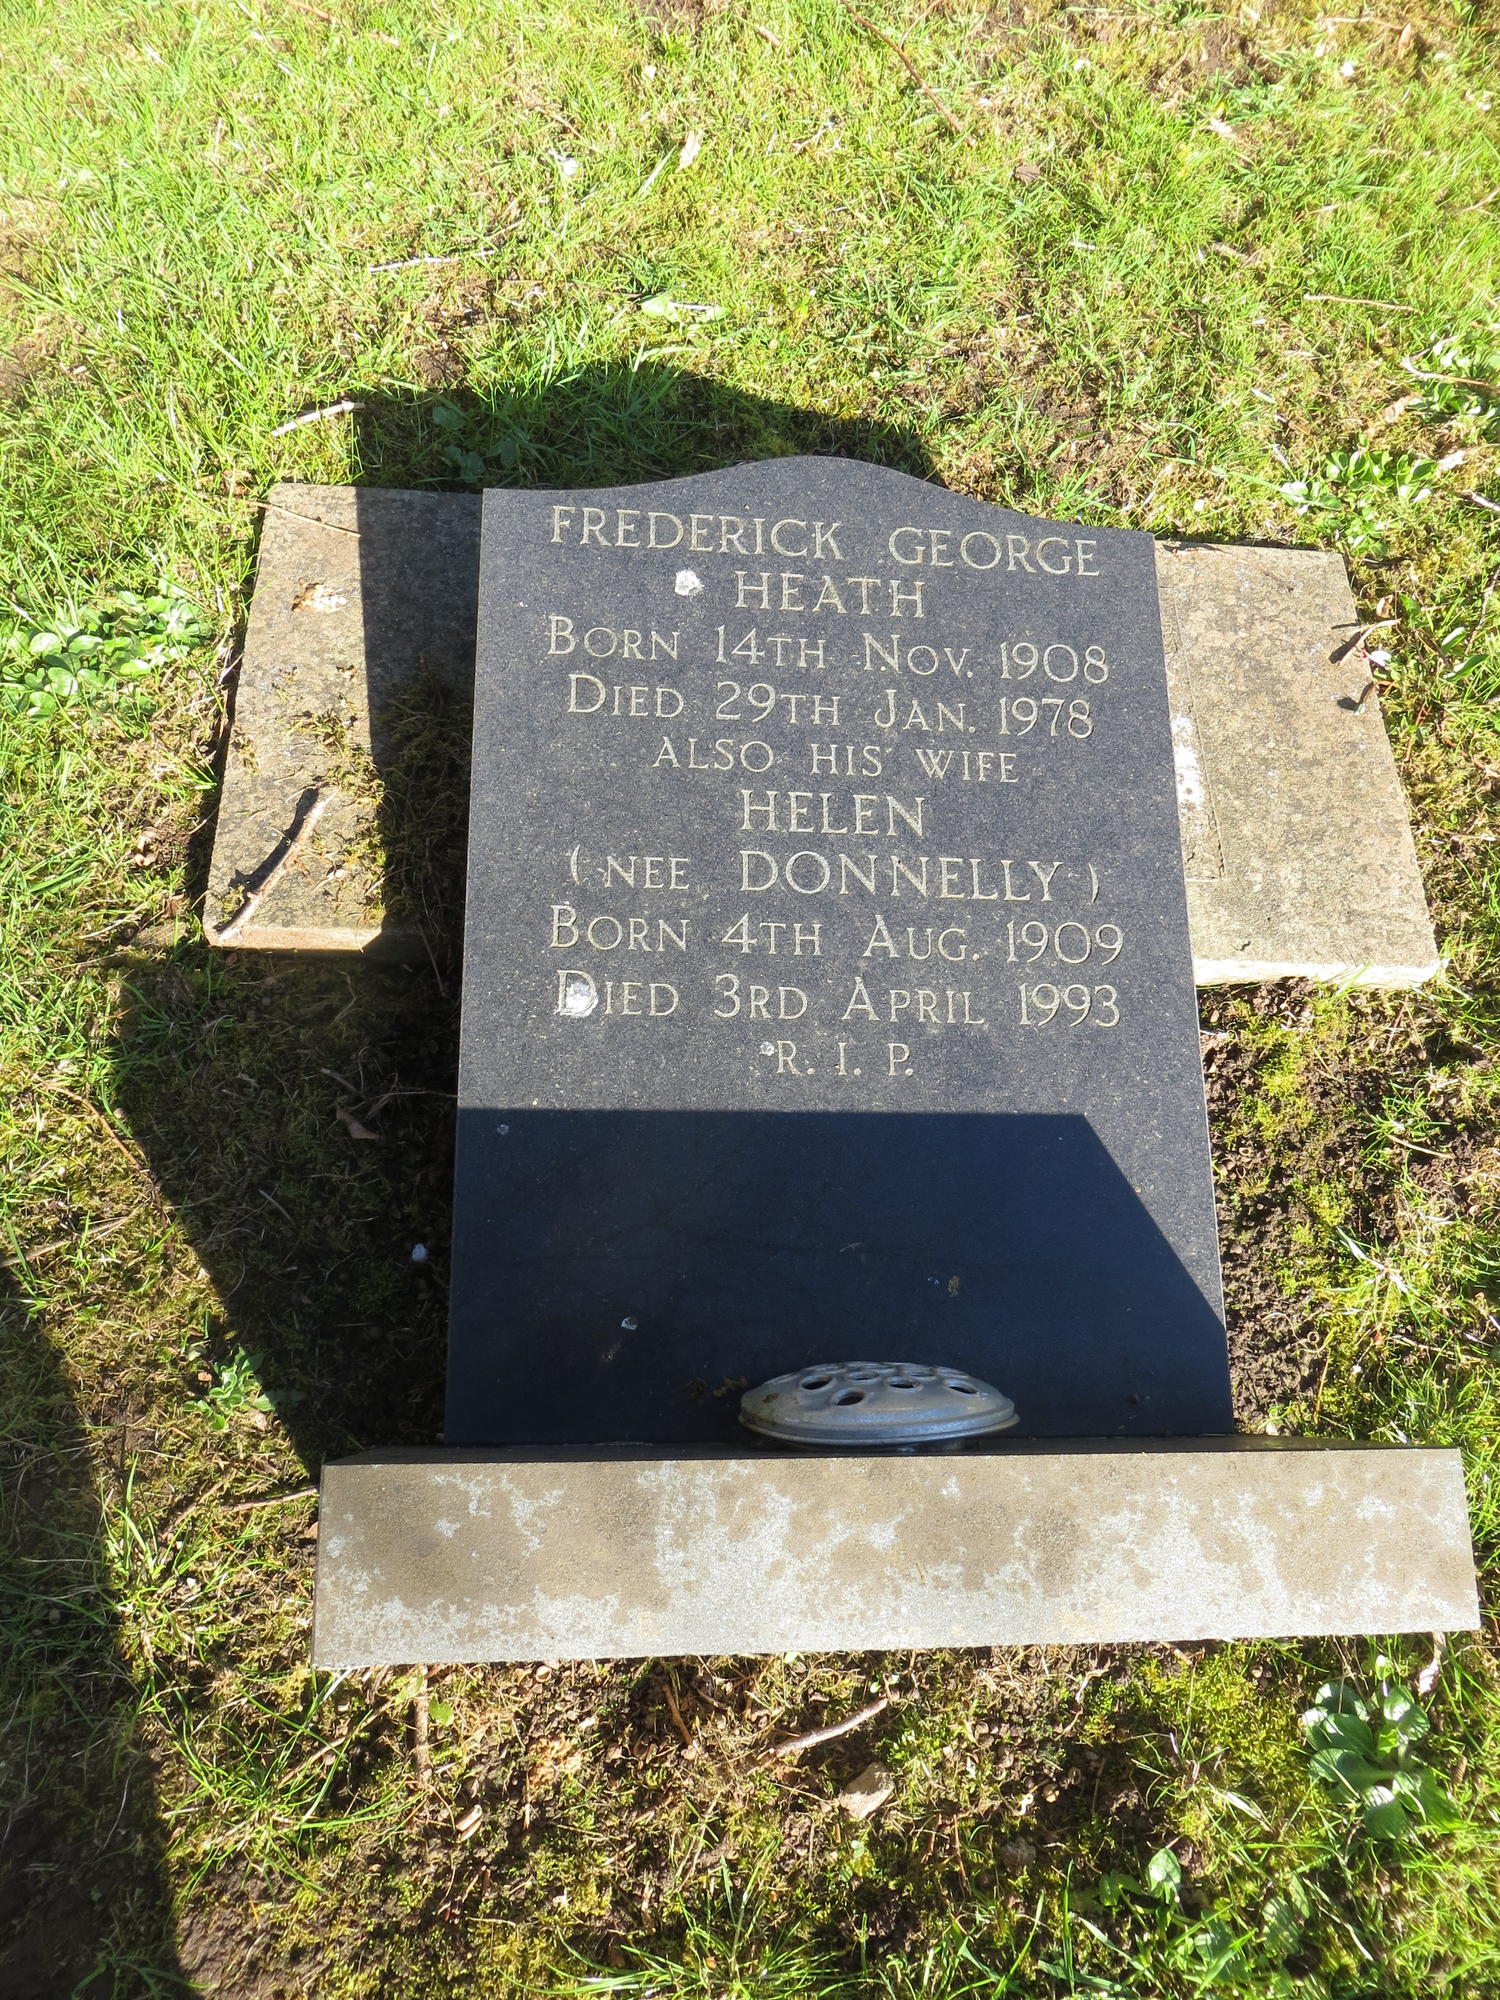 FREDERICK GEORGE
HEATH
BORN 14TH NOV. 1908
DIED 29TH JAN. 1978
ALSO HIS WIFE
HELEN
(NEE DONNELLY)
BORN 4TH AUG. 1909
DIED 3RD APRIL 1993
R.I.P.